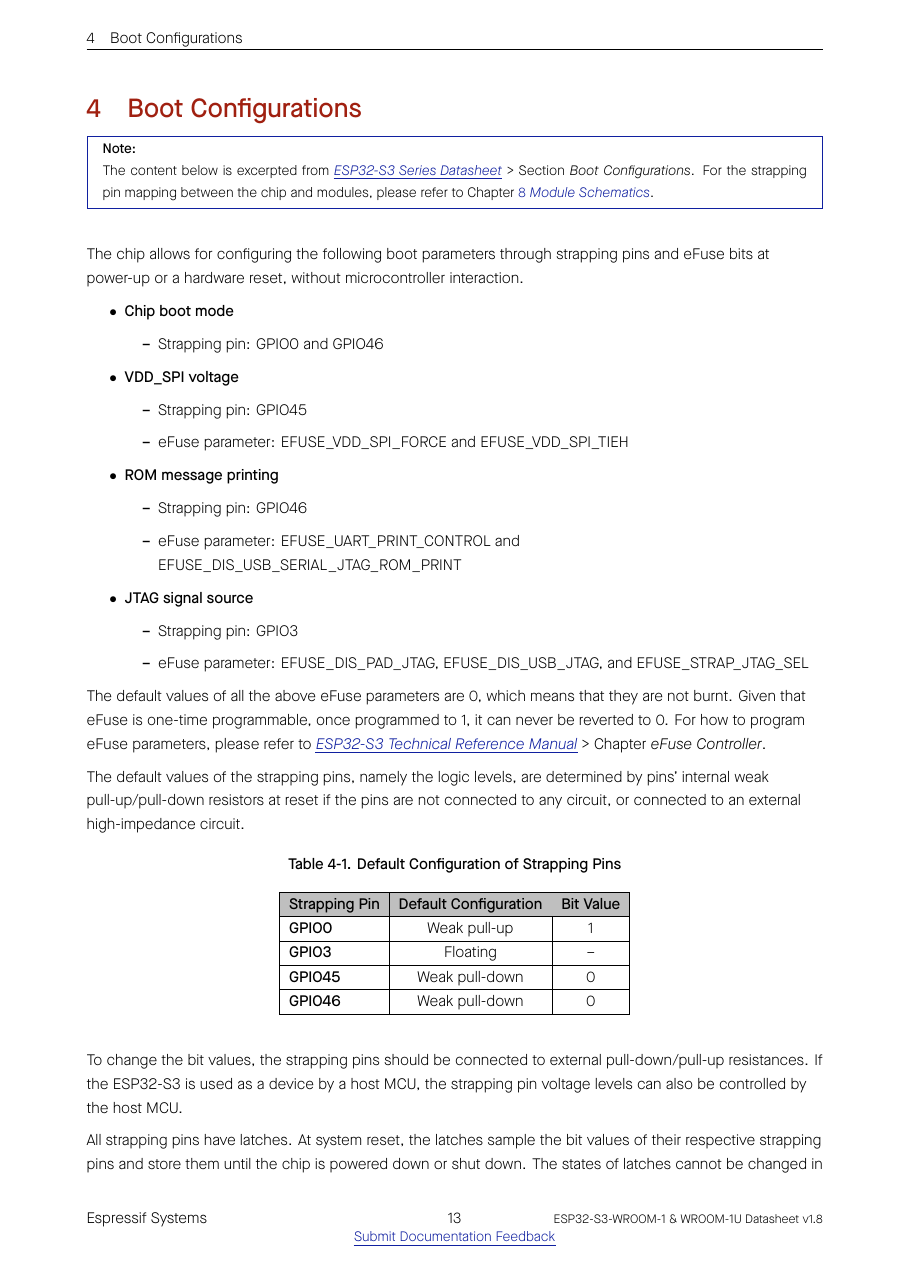 4 Boot Configurations
4 Boot Configurations
Note:
The content below is excerpted from ESP32-S3 Series Datasheet > Section Boot Configurations. For the strapping
pin mapping between the chip and modules, please refer to Chapter 8 Module Schematics.
The chip allows for configuring the following boot parameters through strapping pins and eFuse bits at
power-up or a hardware reset, without microcontroller interaction.
• Chip boot mode
– Strapping pin: GPIO0 and GPIO46
• VDD_SPI voltage
– Strapping pin: GPIO45
– eFuse parameter: EFUSE_VDD_SPI_FORCE and EFUSE_VDD_SPI_TIEH
• ROM message printing
– Strapping pin: GPIO46
– eFuse parameter: EFUSE_UART_PRINT_CONTROL and
EFUSE_DIS_USB_SERIAL_JTAG_ROM_PRINT
• JTAG signal source
– Strapping pin: GPIO3
– eFuse parameter: EFUSE_DIS_PAD_JTAG, EFUSE_DIS_USB_JTAG, and EFUSE_STRAP_JTAG_SEL
The default values of all the above eFuse parameters are 0, which means that they are not burnt. Given that
eFuse is one-time programmable, once programmed to 1, it can never be reverted to 0. For how to program
eFuse parameters, please refer to ESP32-S3 Technical Reference Manual > Chapter eFuse Controller.
The default values of the strapping pins, namely the logic levels, are determined by pins' internal weak
pull-up/pull-down resistors at reset if the pins are not connected to any circuit, or connected to an external
high-impedance circuit.
Table 4-1. Default Configuration of Strapping Pins
Strapping Pin Default Configuration Bit Value
GPIO0 Weak pull-up 1
GPIO3 Floating –
GPIO45 Weak pull-down 0
GPIO46 Weak pull-down 0
To change the bit values, the strapping pins should be connected to external pull-down/pull-up resistances. If
the ESP32-S3 is used as a device by a host MCU, the strapping pin voltage levels can also be controlled by
the host MCU.
All strapping pins have latches. At system reset, the latches sample the bit values of their respective strapping
pins and store them until the chip is powered down or shut down. The states of latches cannot be changed in
Espressif Systems 13 ESP32-S3-WROOM-1 & WROOM-1U Datasheet v1.8
Submit Documentation Feedback